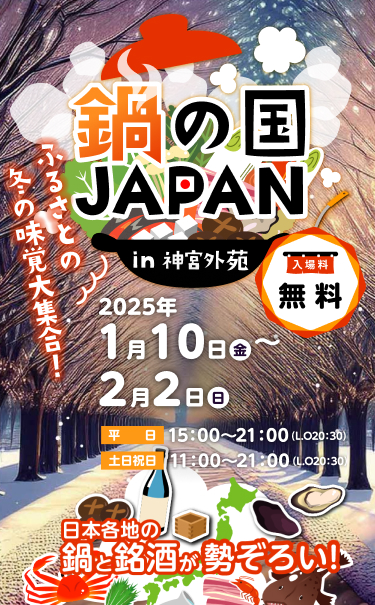 鍋の国
JAPAN
in 神宮外苑
ふるさとの
冬の味覚大集合!
入場料
無料
2025年
1月10日金〜
2月2日日
平 日 15:00〜21:00(L.O20:30)
土日祝日 11:00〜21:00(L.O20:30)
日本各地の
鍋と銘酒が勢ぞろい!